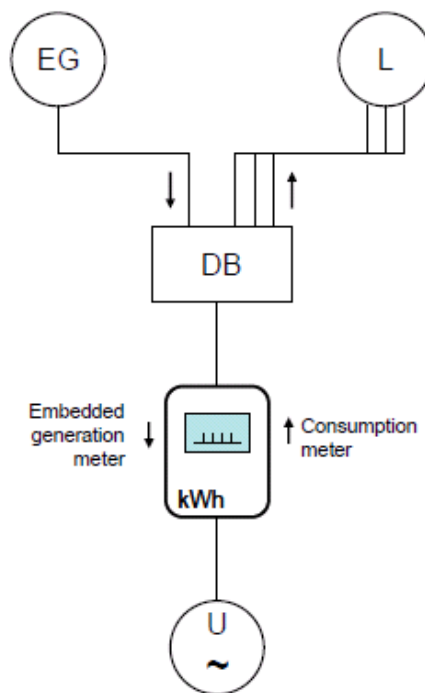 EG
L
DB
Embedded
generation
meter
Consumption
meter
kWh
U
~